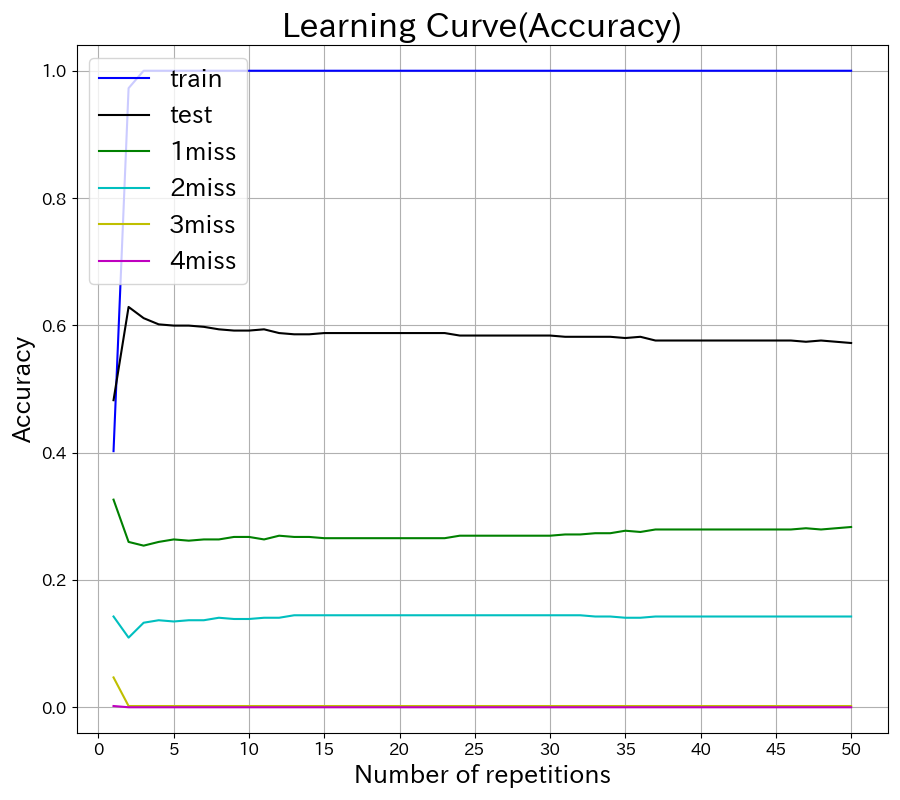 Learning Curve(Accuracy)
1.0
0.8
0.6
0.4
0.2
0.0
Accuracy
train
test
1miss
2miss
3miss
4miss
0 5 10 15 20 25 30 35 40 45 50
Number of repetitions